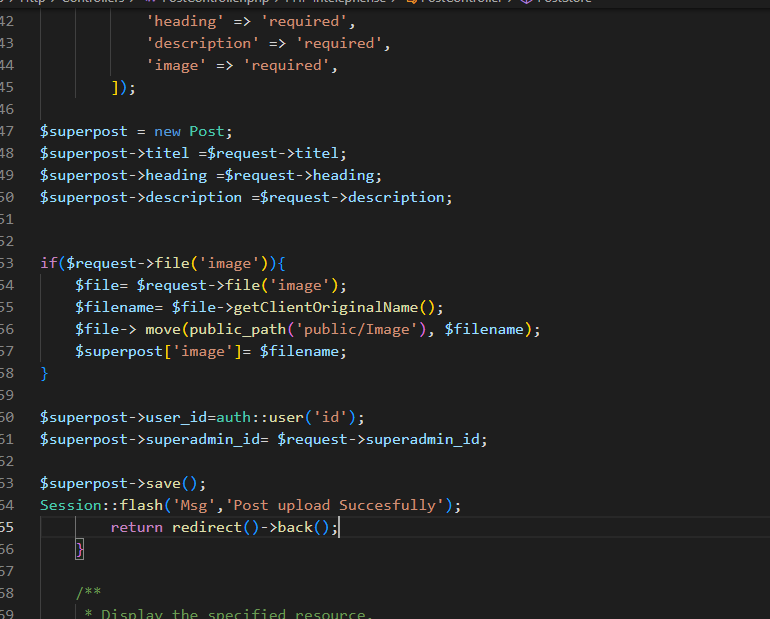 Http > Controllers > PostController.php > PHP Intelephense > PostController > PostStore
42 'heading' => 'required',
43 'description' => 'required',
44 'image' => 'required',
45 ]);
46
47 $superpost = new Post;
48 $superpost->titel =$request->titel;
49 $superpost->heading =$request->heading;
50 $superpost->description =$request->description;
51
52
53 if($request->file('image')){
54 $file= $request->file('image');
55 $filename= $file->getClientOriginalName();
56 $file-> move(public_path('public/Image'), $filename);
57 $superpost['image']= $filename;
58 }
59
60 $superpost->user_id=auth::user('id');
61 $superpost->superadmin_id= $request->superadmin_id;
62
63 $superpost->save();
64 Session::flash('Msg','Post upload Succesfully');
65 return redirect()->back();
66 }
67
68 /**
69 * Display the specified resource.